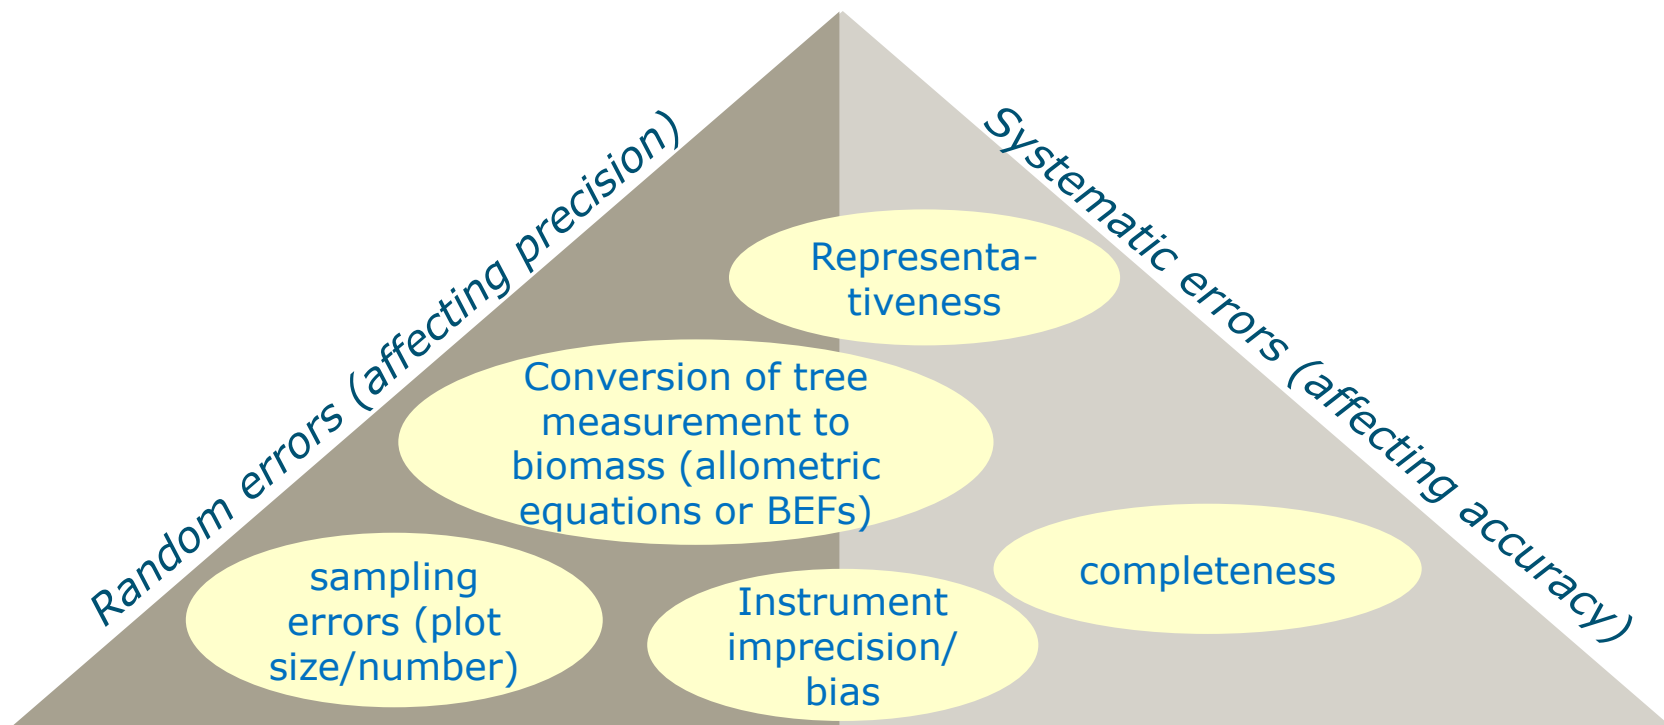 Random errors (affecting precision)
Systematic errors (affecting accuracy)
Representa-
tiveness
Conversion of tree
measurement to
biomass (allometric
equations or BEFs)
sampling
errors (plot
size/number)
Instrument
imprecision/
bias
completeness